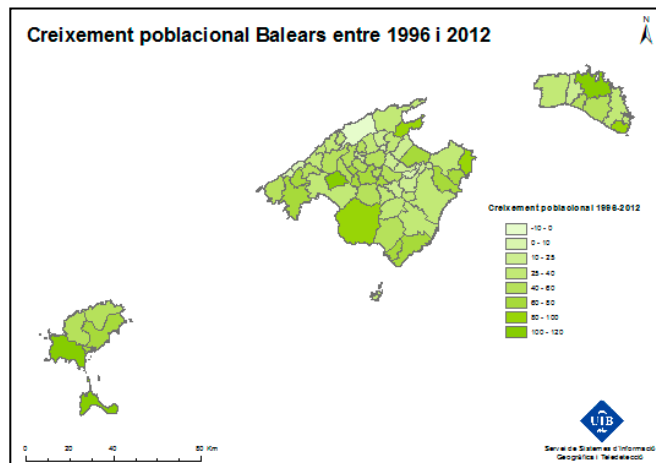 Creixement poblacional Balears entre 1996 i 2012
N
Creixement poblacional 1996-2012
-10 - 0
0 - 10
10 - 25
25 - 40
40 - 60
60 - 80
80 - 100
100 - 120
UIB
Servei de Sistemes d'Informació
Geogràfica i Teledetecció
0 20 40 80 Km